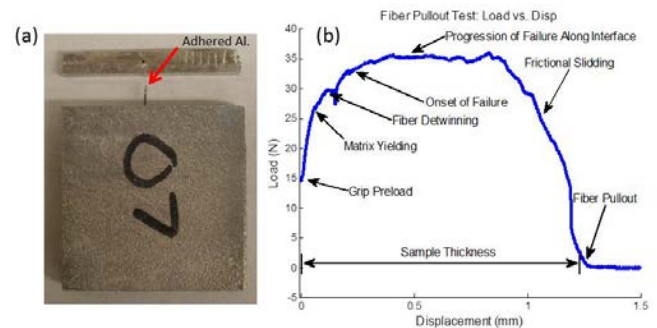 (a)
Adhered Al.
07
(b)
Fiber Pullout Test: Load vs. Disp
Progression of Failure Along Interface
Frictional Slidding
Onset of Failure
Fiber Detwinning
Matrix Yielding
Grip Preload
Fiber Pullout
Sample Thickness
Load (N)
40
35
30
25
20
15
10
5
0
-5
0
0.5
1
1.5
Displacement (mm)